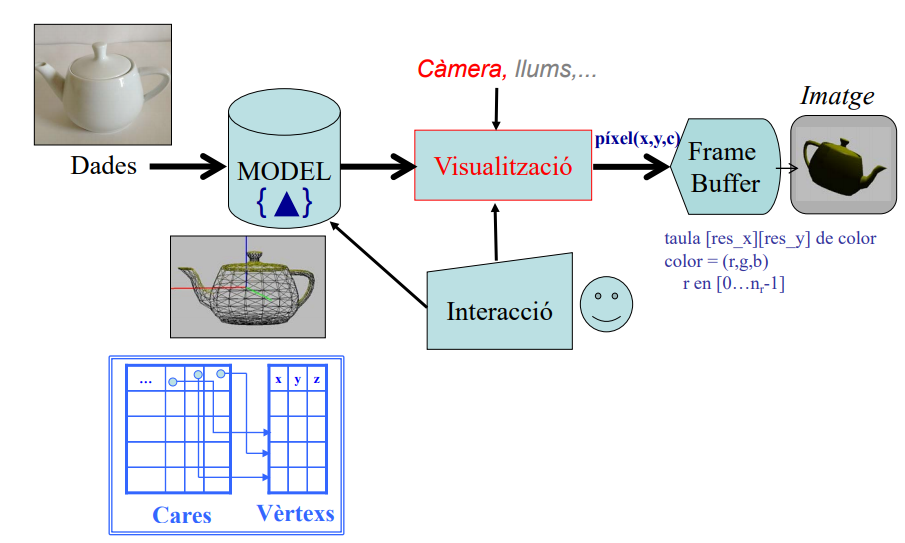 Càmera, llums,...
Imatge
Dades
MODEL
{ }
Visualització
píxel(x,y,c)
Frame
Buffer
taula [res_x][res_y] de color
color = (r,g,b)
r en [0…nr-1]
Interacció
... x y z
Cares
Vèrtexs